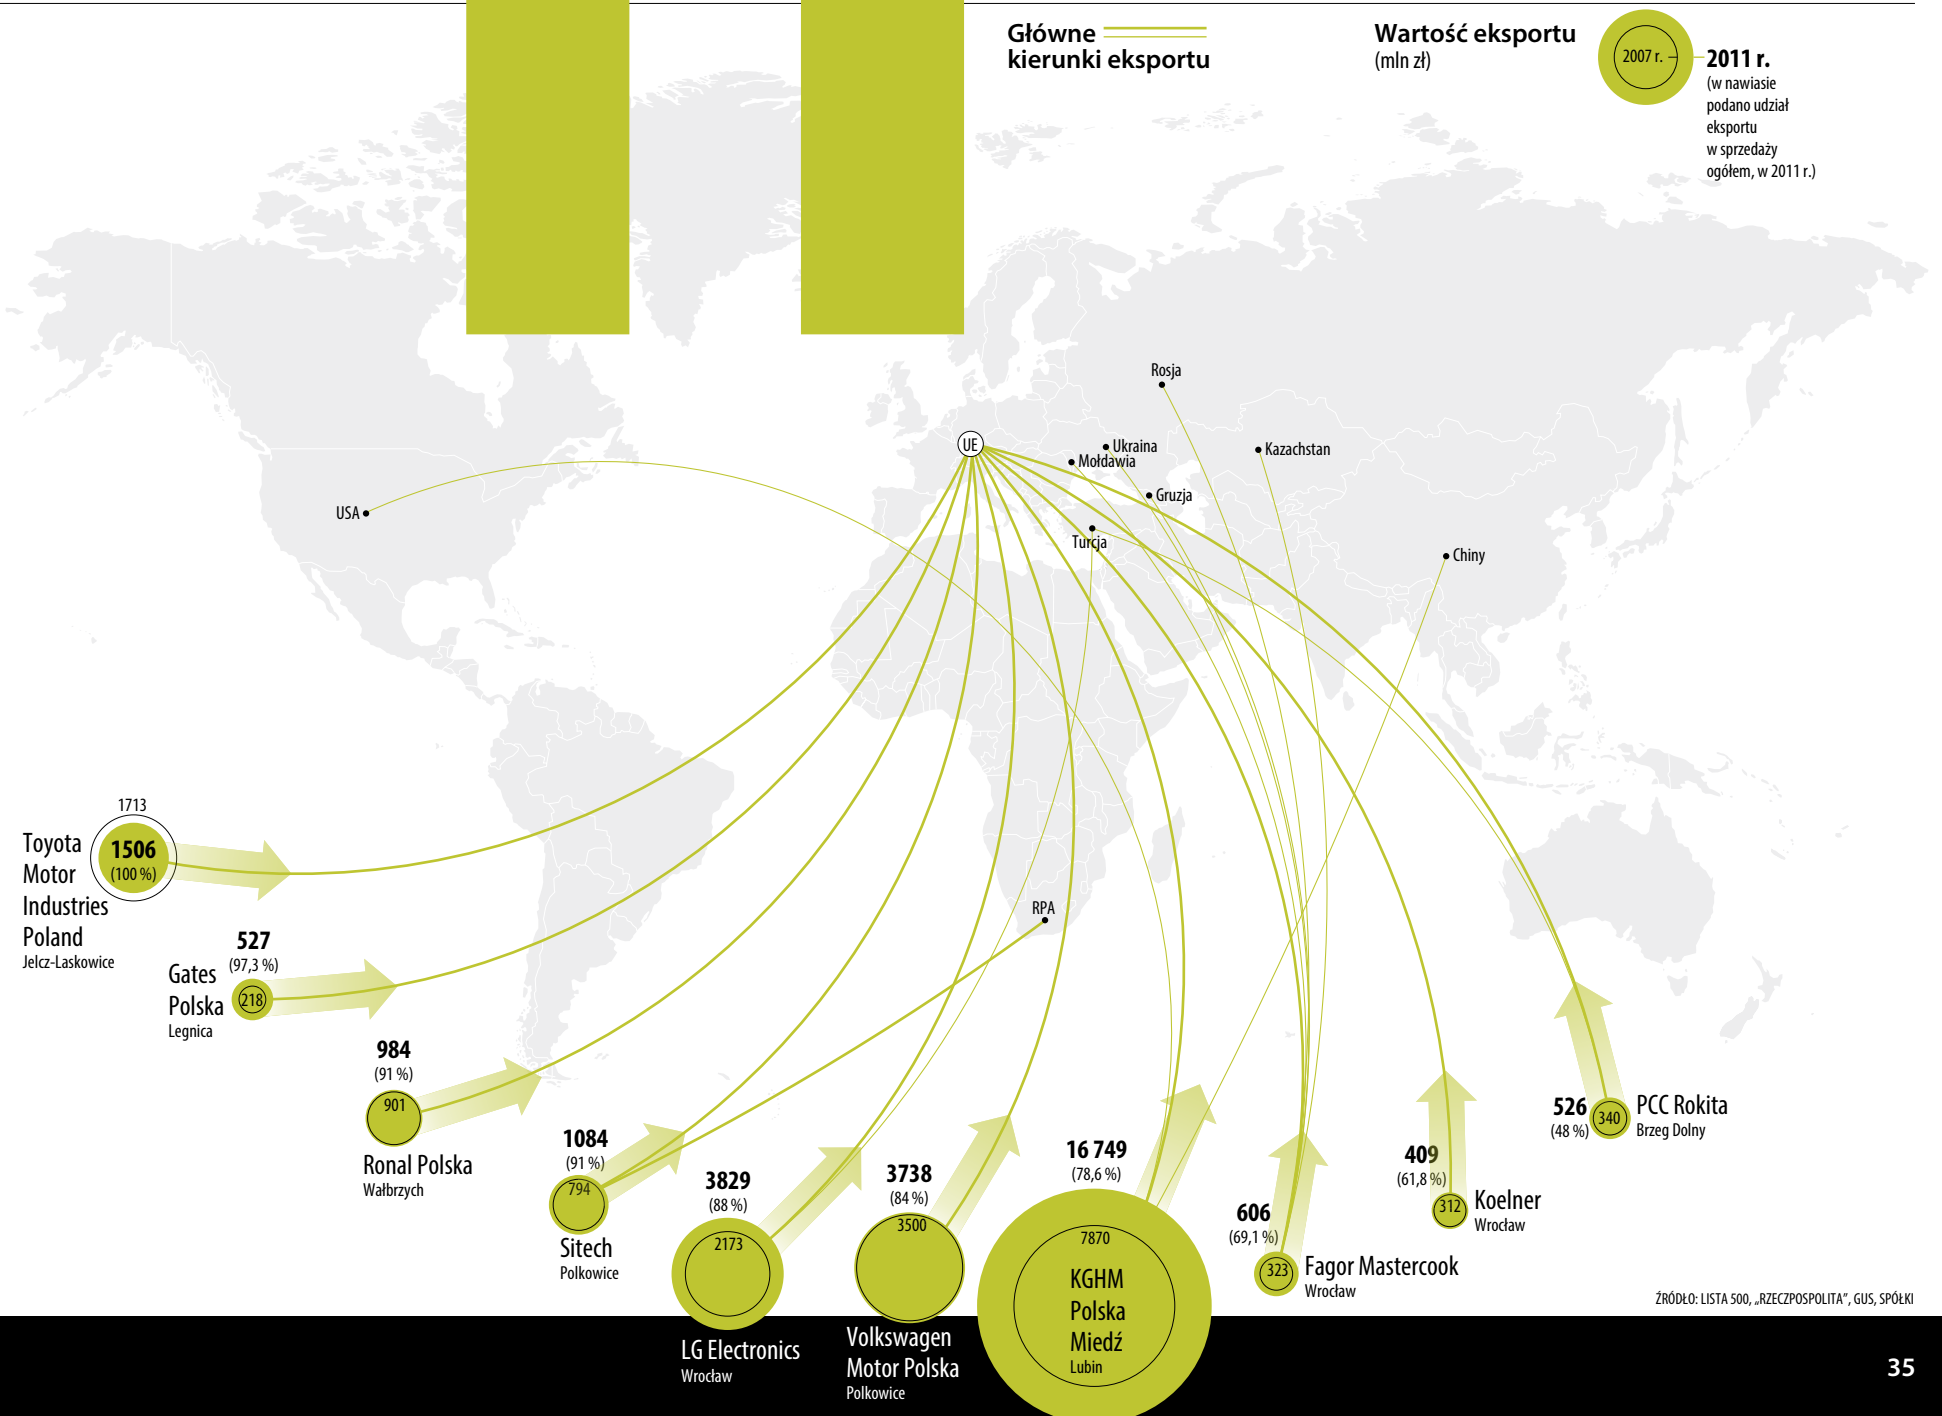 Główne
kierunki eksportu
Wartość eksportu
(mln zł)
2007 r.
2011 r.
(w nawiasie
podano udział
eksportu
w sprzedaży
ogółem, w 2011 r.)
Rosja
UE
Ukraina
Mołdawia
Kazachstan
Gruzja
USA
Turcja
Chiny
RPA
1713
Toyota
Motor
Industries
Poland
Jelcz-Laskowice
1506
(100 %)
527
(97,3 %)
218
Gates
Polska
Legnica
984
(91 %)
901
Ronal Polska
Wałbrzych
1084
(91 %)
794
Sitech
Polkowice
3829
(88 %)
2173
LG Electronics
Wrocław
3738
(84 %)
3500
Volkswagen
Motor Polska
Polkowice
16 749
(78,6 %)
7870
KGHM
Polska
Miedź
Lubin
606
(69,1 %)
323
Fagor Mastercook
Wrocław
409
(61,8 %)
312
Koelner
Wrocław
526
(48 %)
340
PCC Rokita
Brzeg Dolny
ŹRÓDŁO: LISTA 500, „RZECZPOSPOLITA”, GUS, SPÓŁKI
35